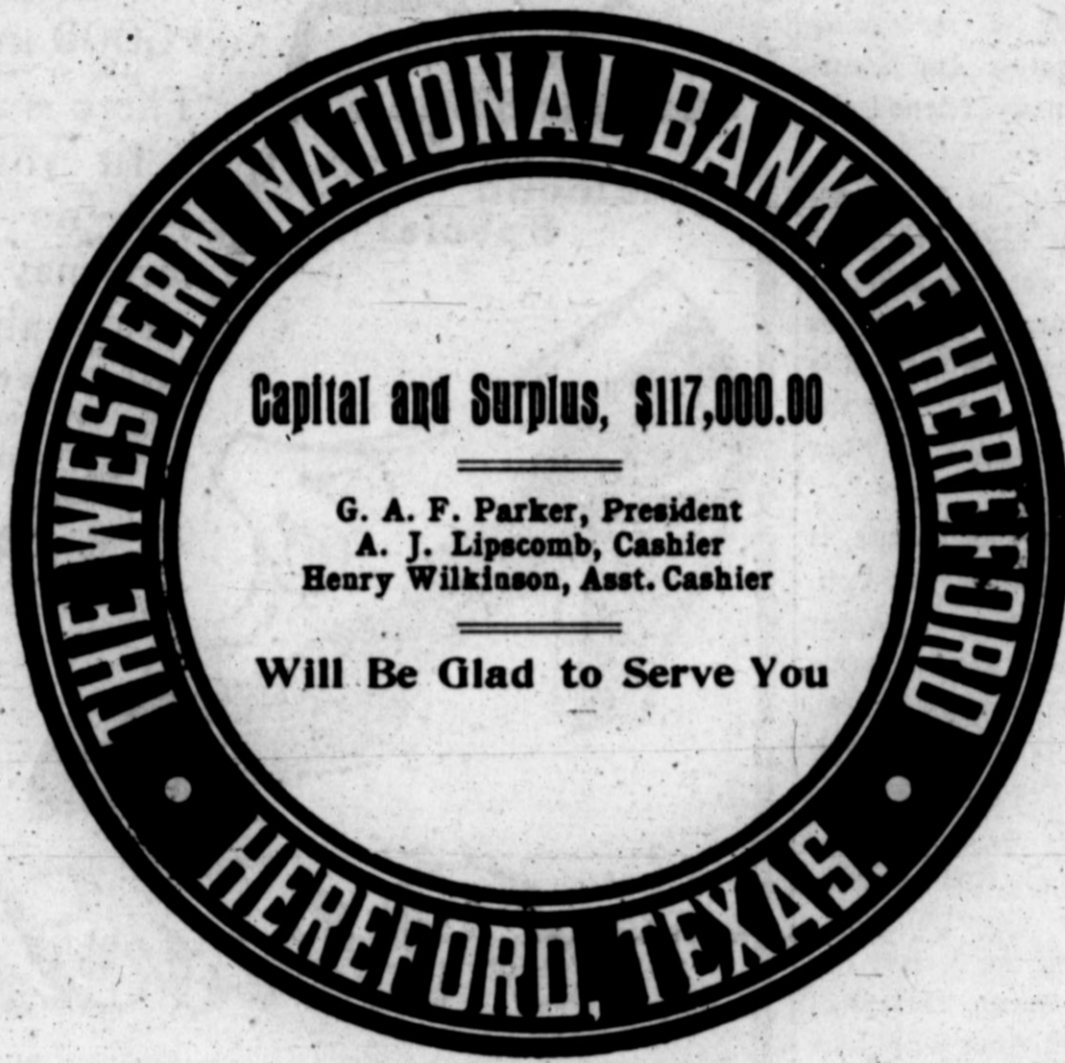 THE WESTERN NATIONAL BANK OF HEREFORD
Capital and Surplus, $117,000.00
G. A. F. Parker, President
A. J. Lipscomb, Cashier
Henry Wilkinson, Asst. Cashier
Will Be Glad to Serve You
HEREFORD, TEXAS.